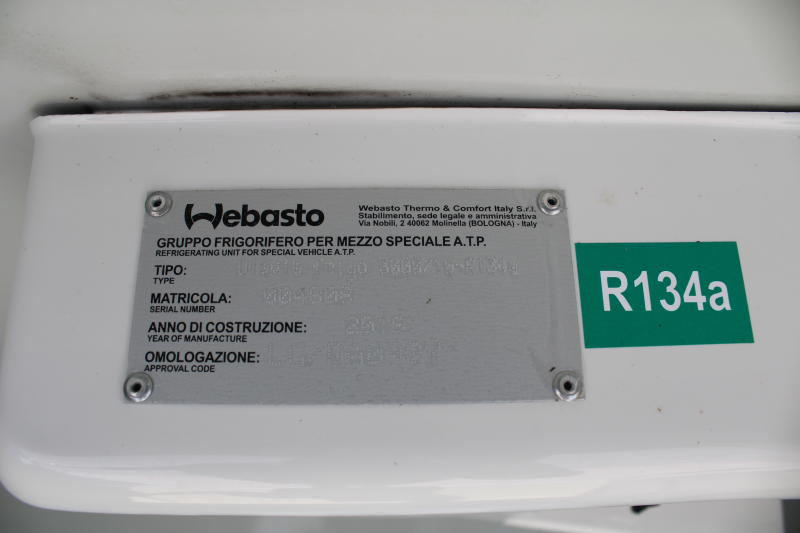 Webasto
Webasto Thermo & Comfort Italy S.r.l.
Stabilimento, sede legale e amministrativa
Via Nobili, 2 40062 Molinella (BOLOGNA) - Italy
GRUPPO FRIGORIFERO PER MEZZO SPECIALE A.T.P.
REFRIGERATING UNIT FOR SPECIAL VEHICLE A.T.P.
TIPO:
TYPE
MATRICOLA:
SERIAL NUMBER
ANNO DI COSTRUZIONE:
YEAR OF MANUFACTURE
OMOLOGAZIONE:
APPROVAL CODE
R134a